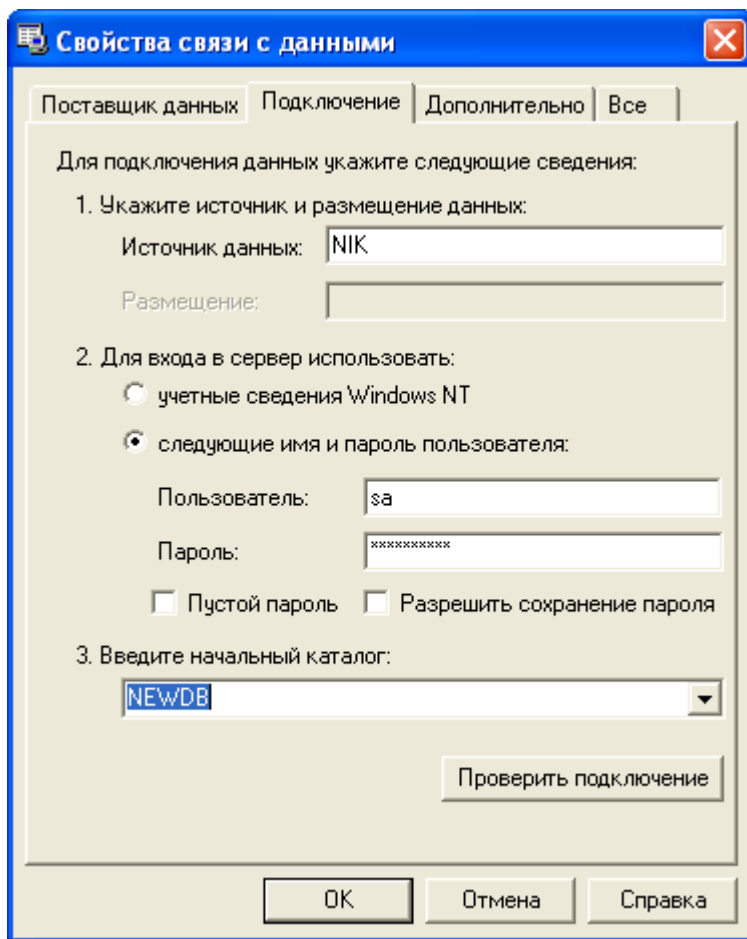 Свойства связи с данными
Поставщик данных Подключение Дополнительно Все
Для подключения данных укажите следующие сведения:
1. Укажите источник и размещение данных:
Источник данных: NIK
Размещение:
2. Для входа в сервер использовать:
учетные сведения Windows NT
следующие имя и пароль пользователя:
Пользователь: sa
Пароль: **********
Пустой пароль Разрешить сохранение пароля
3. Введите начальный каталог:
NEWDB
Проверить подключение
OK Отмена Справка